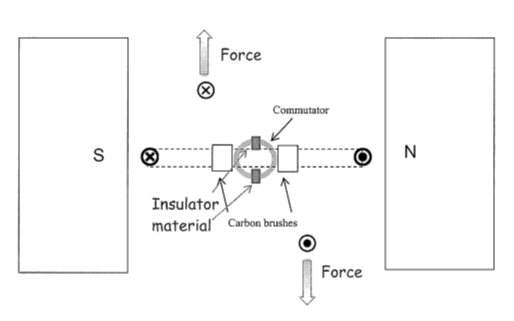 Force
Commutator
S
N
Insulator
material
Carbon brushes
Force